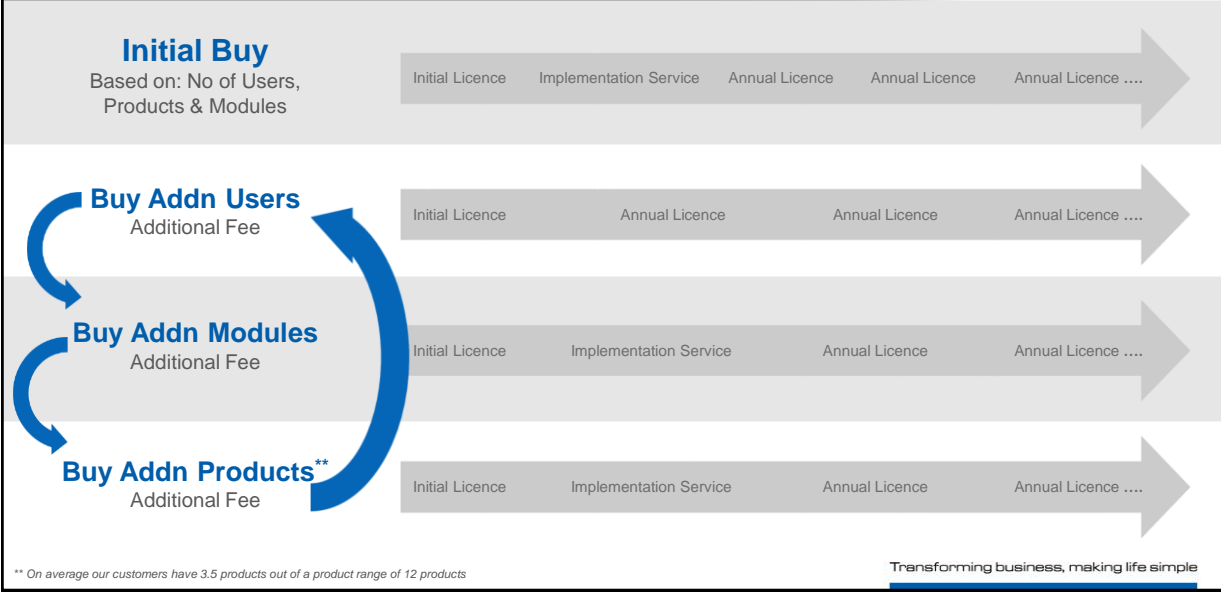 Initial Buy
Based on: No of Users,
Products & Modules
Initial Licence Implementation Service Annual Licence Annual Licence Annual Licence ....
Buy Addn Users
Additional Fee
Initial Licence Annual Licence Annual Licence Annual Licence ....
Buy Addn Modules
Additional Fee
Initial Licence Implementation Service Annual Licence Annual Licence ....
Buy Addn Products**
Additional Fee
Initial Licence Implementation Service Annual Licence Annual Licence ....
** On average our customers have 3.5 products out of a product range of 12 products
Transforming business, making life simple